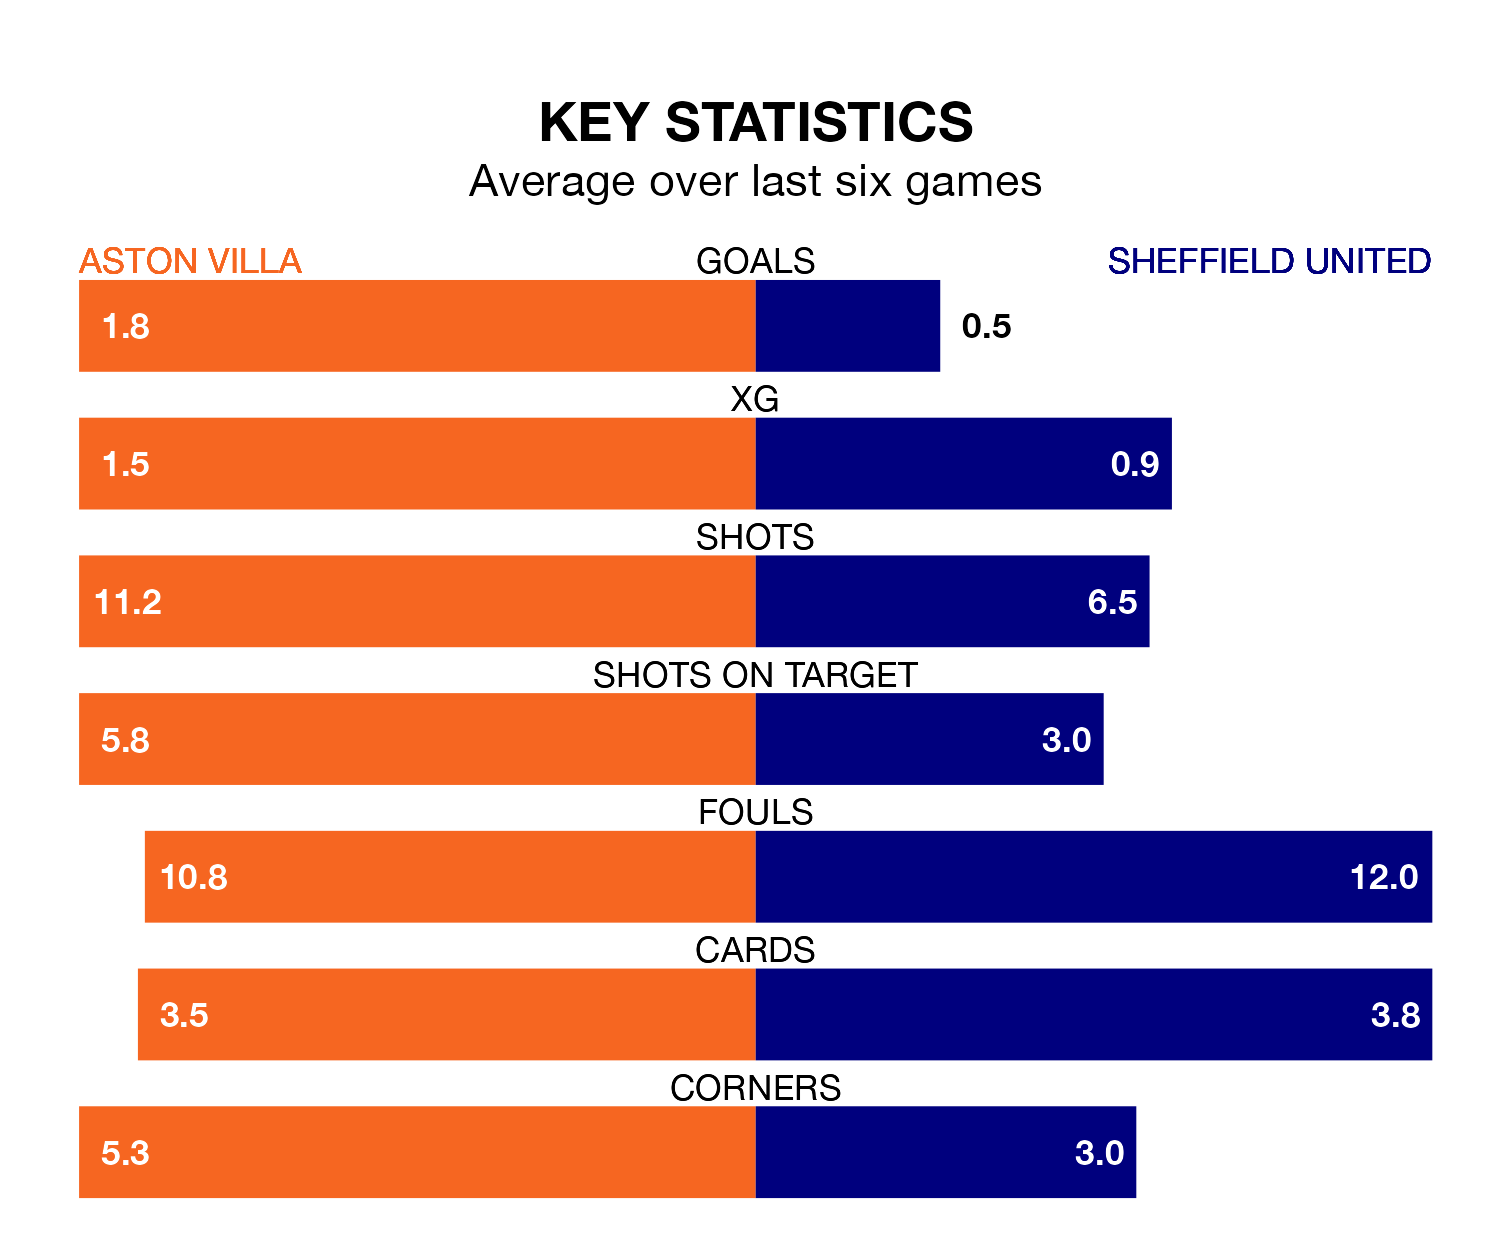 KEY STATISTICS
Average over last six games
ASTON VILLA GOALS SHEFFIELD UNITED
1.8 0.5
XG
1.5 0.9
SHOTS
11.2 6.5
SHOTS ON TARGET
5.8 3.0
FOULS
10.8 12.0
CARDS
3.5 3.8
CORNERS
5.3 3.0